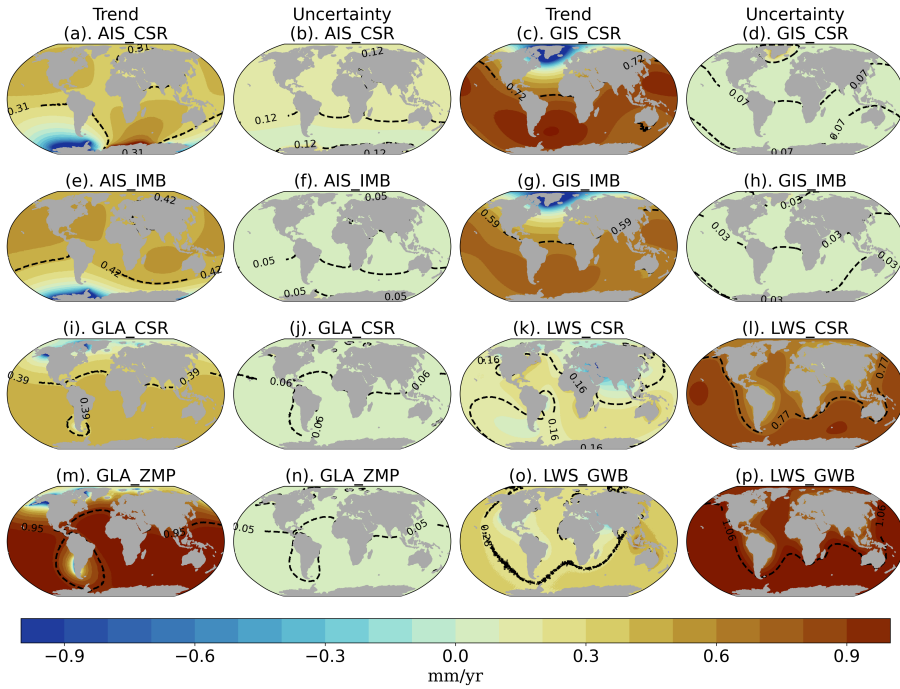 Trend Uncertainty Trend Uncertainty
(a). AIS_CSR (b). AIS_CSR (c). GIS_CSR (d). GIS_CSR
0.31 0.12 0.72 0.72 0.07
0.31 0.12 0.07
0.31 0.12 0.12 0.07
(e). AIS_IMB (f). AIS_IMB (g). GIS_IMB (h). GIS_IMB
0.42 0.05 0.59 0.59 0.03
0.42 0.42 0.05 0.03 0.03 0.03
0.05 0.05 0.03
(i). GLA_CSR (j). GLA_CSR (k). LWS_CSR (l). LWS_CSR
0.39 0.39 0.06 0.06 0.16 0.16 0.77
0.39 0.06 0.16 0.77
0.16
(m). GLA_ZMP (n). GLA_ZMP (o). LWS_GWB (p). LWS_GWB
0.95 0.95 0.05 0.05 0.26 1.06 1.06
−0.9 −0.6 −0.3 0.0 0.3 0.6 0.9
mm/yr